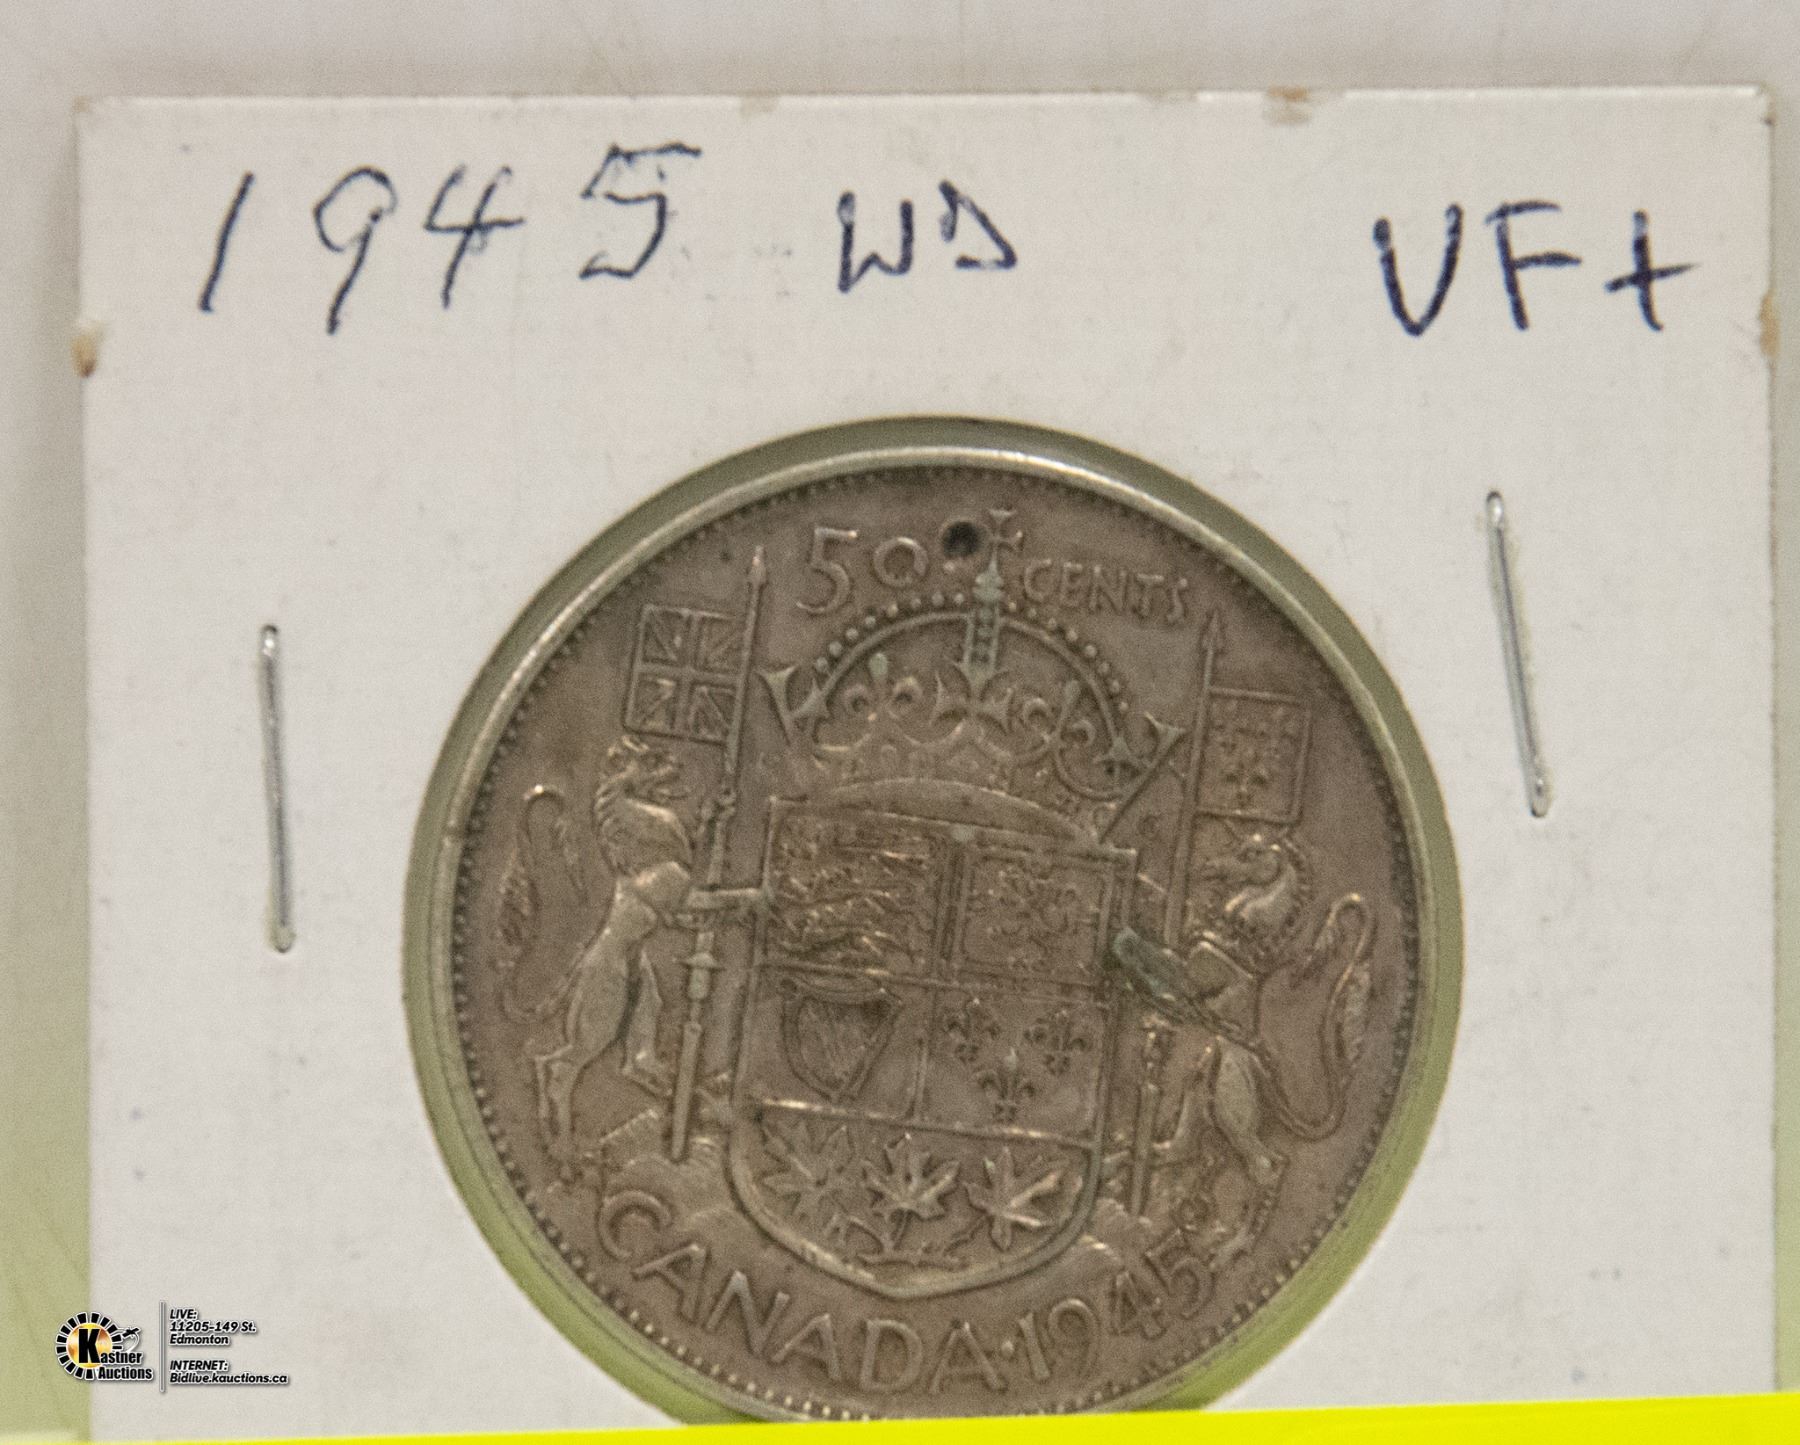 1945 WD VF+
50 CENTS
CANADA·1945
Kastner
Auctions
LIVE:
11205-149 St.
Edmonton
INTERNET:
Bidlive.kauctions.ca